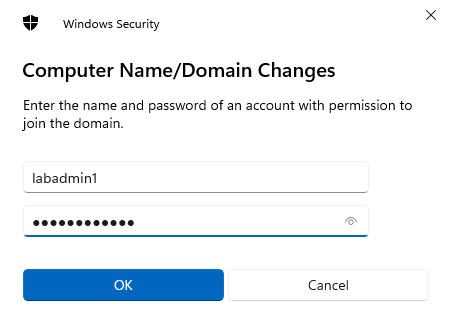 Windows Security
Computer Name/Domain Changes
Enter the name and password of an account with permission to
join the domain.
labadmin1
●●●●●●●●●●●●
OK
Cancel